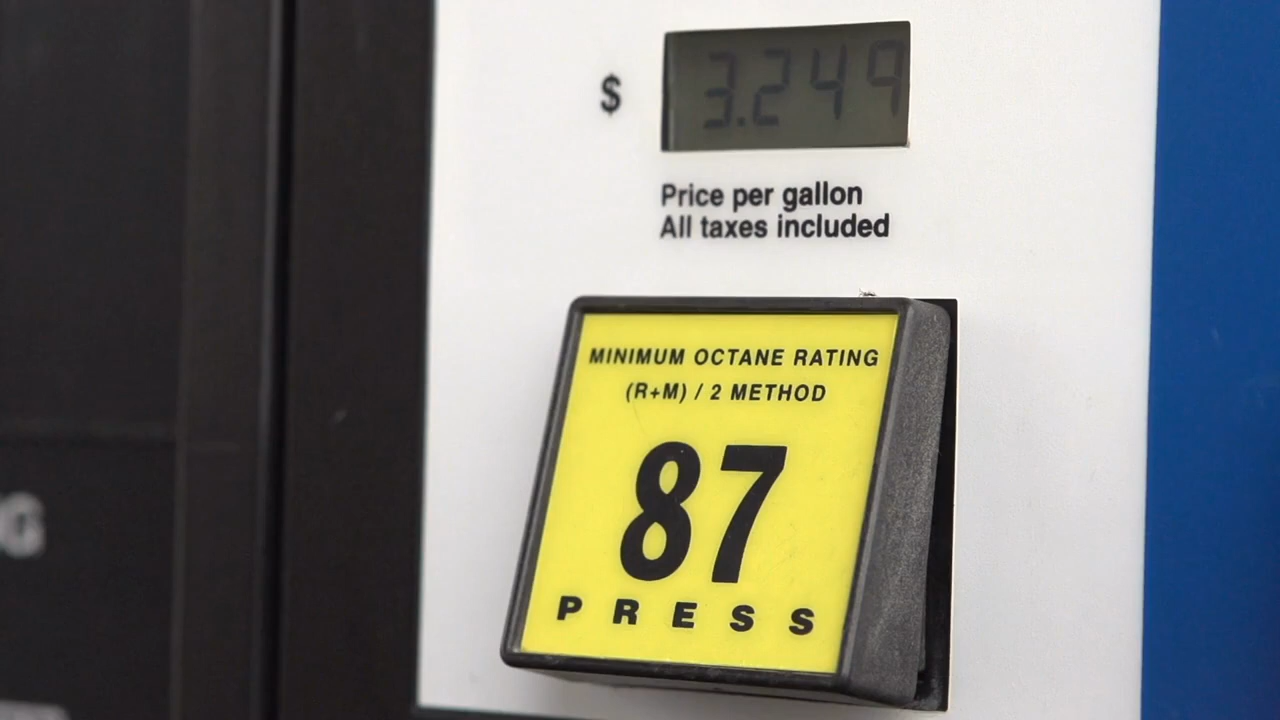 $ 3.249
Price per gallon
All taxes included
MINIMUM OCTANE RATING
(R+M) / 2 METHOD
87
PRESS